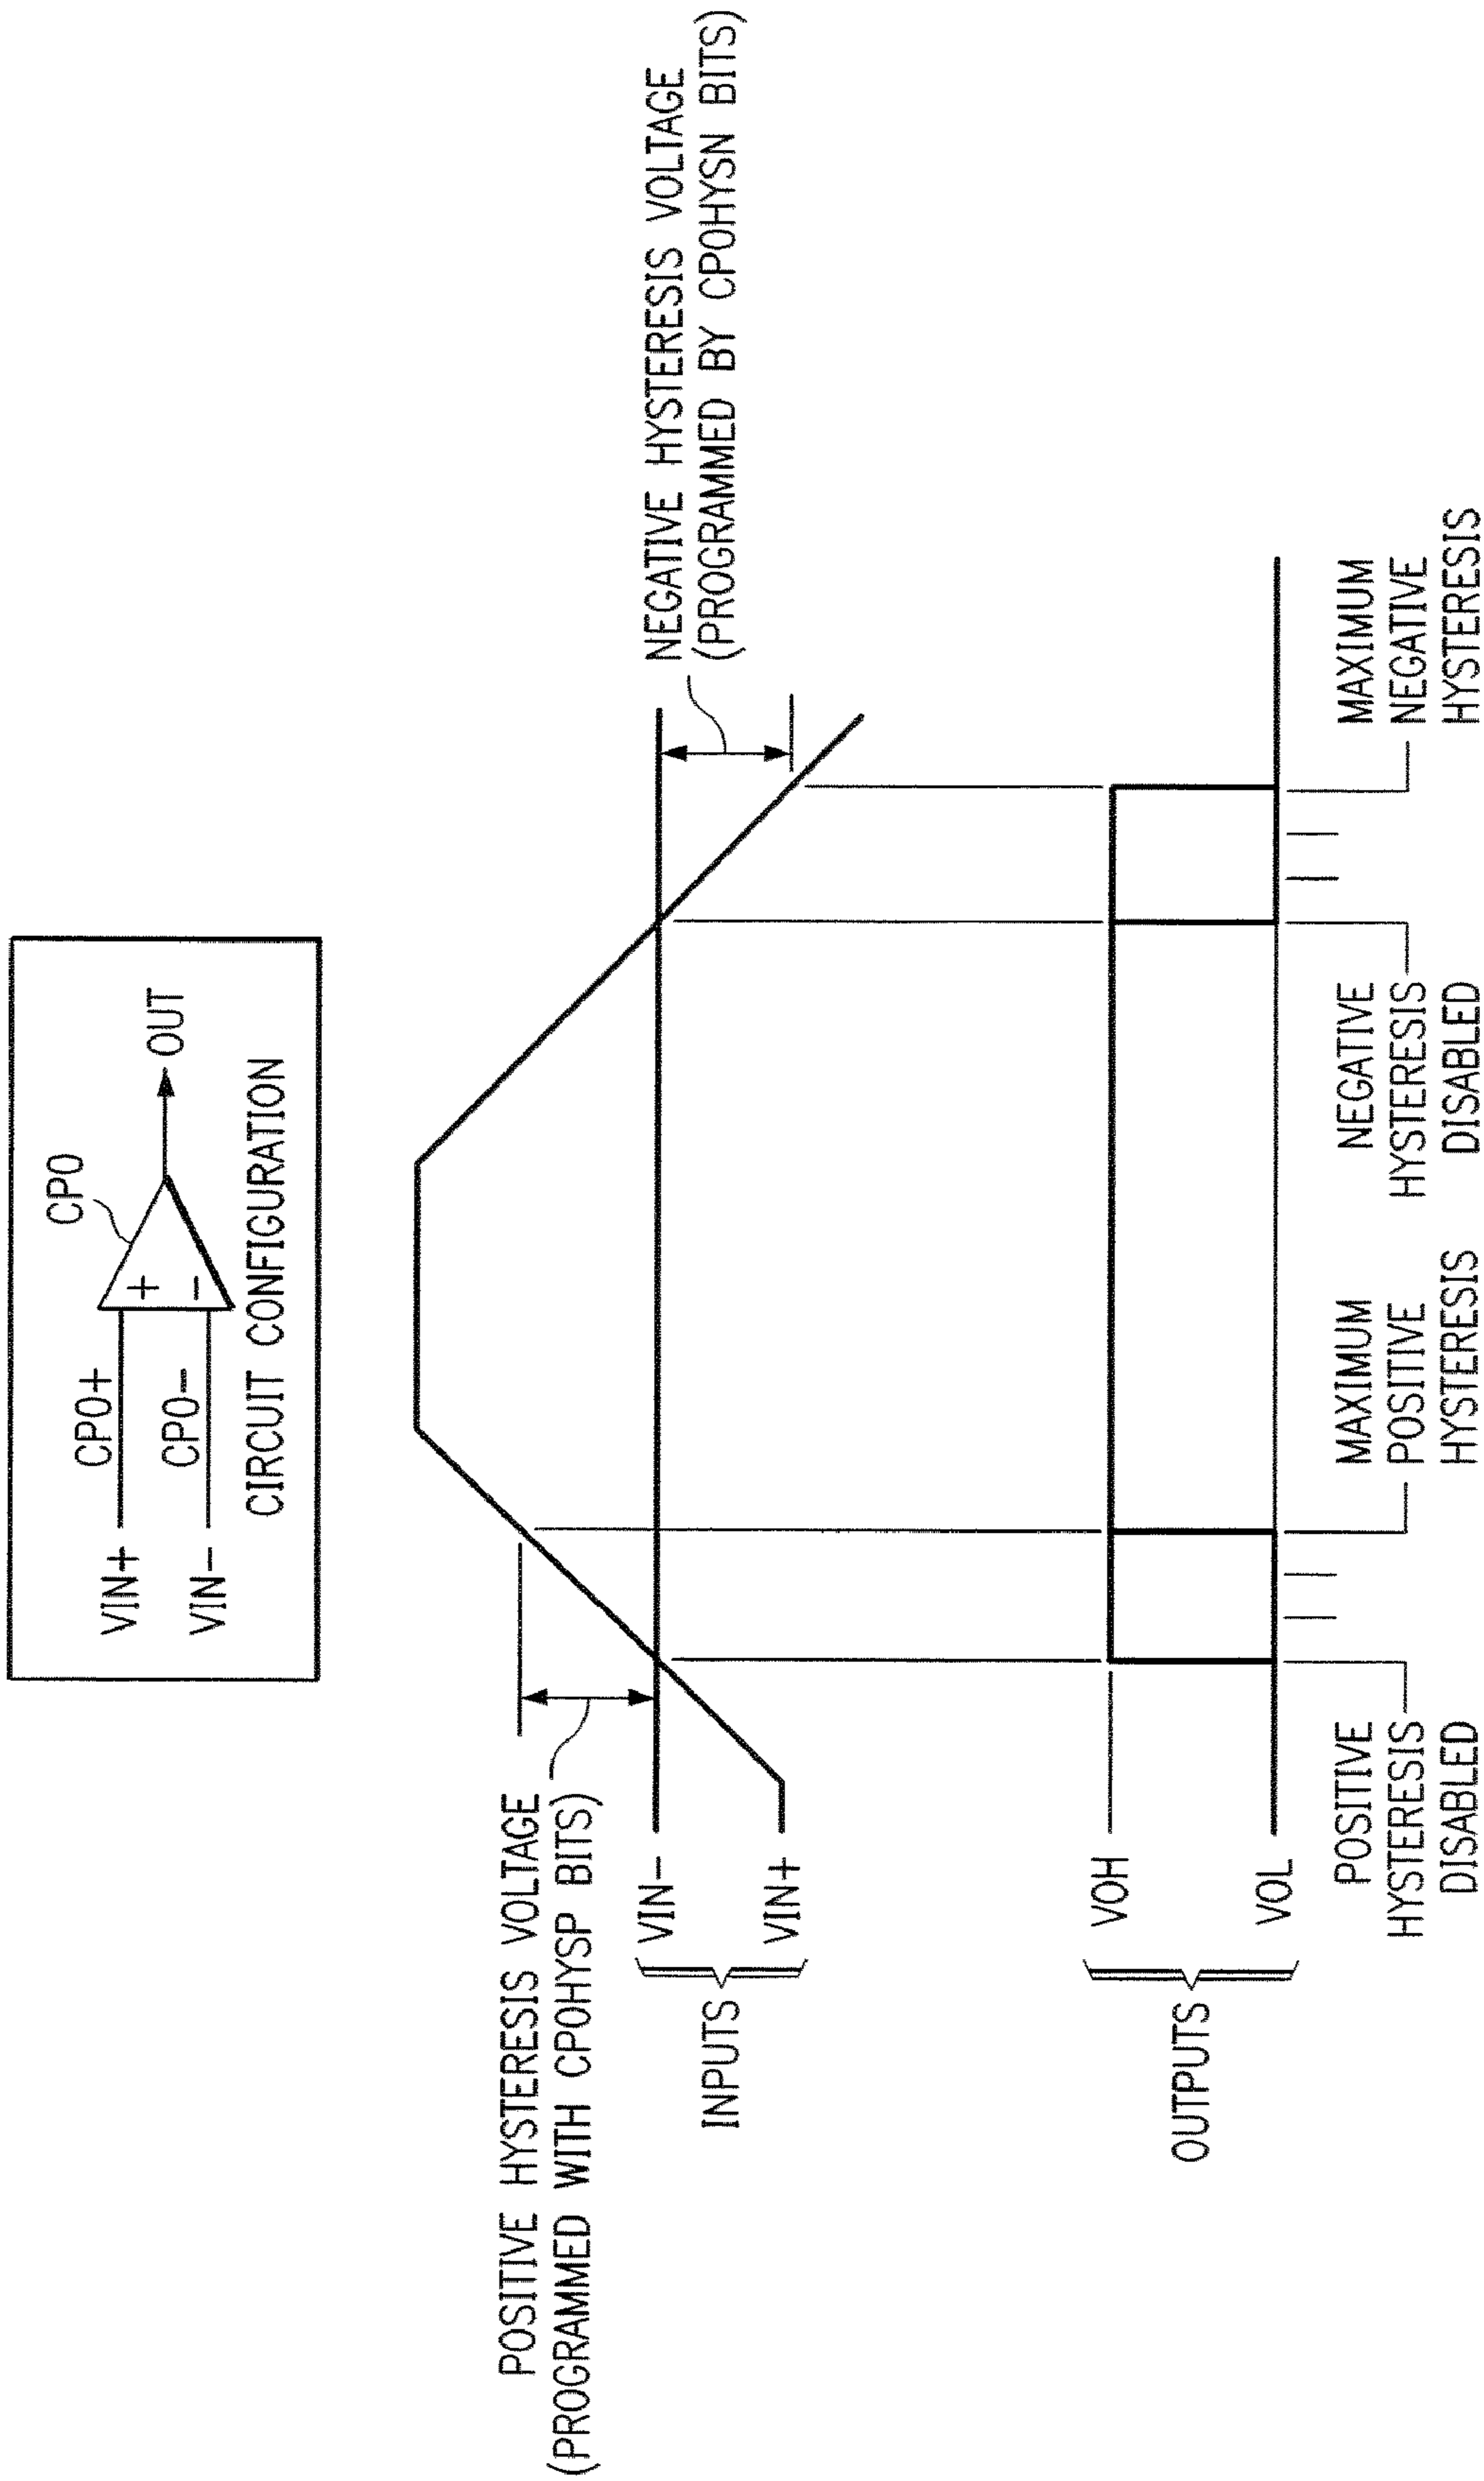 CP0
VIN+
CP0+
+
OUT
VIN-
CP0-
-
CIRCUIT CONFIGURATION
POSITIVE HYSTERESIS VOLTAGE
(PROGRAMMED WITH CP0HYSP BITS)
NEGATIVE HYSTERESIS VOLTAGE
(PROGRAMMED BY CP0HYSN BITS)
VIN-
INPUTS
VIN+
VOH
OUTPUTS
VOL
POSITIVE
HYSTERESIS
DISABLED
MAXIMUM
POSITIVE
HYSTERESIS
NEGATIVE
HYSTERESIS
DISABLED
MAXIMUM
NEGATIVE
HYSTERESIS